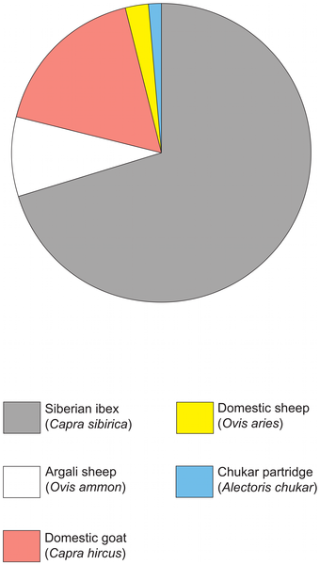 Siberian ibex
(Capra sibirica)
Domestic sheep
(Ovis aries)
Argali sheep
(Ovis ammon)
Chukar partridge
(Alectoris chukar)
Domestic goat
(Capra hircus)